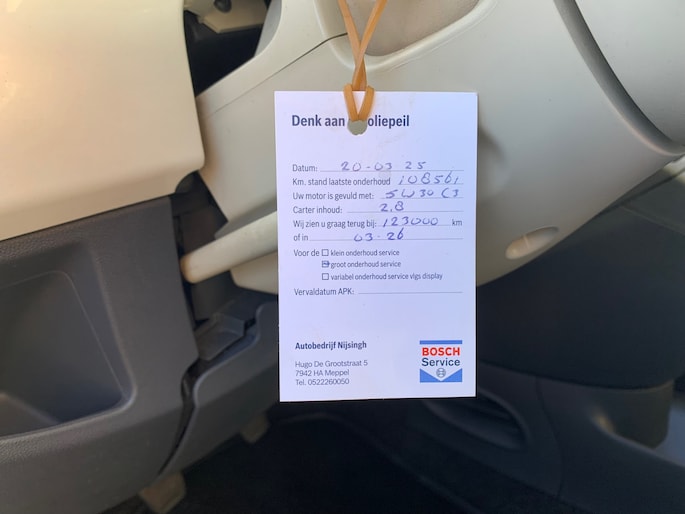 Denk aan oliepeil
Datum: 20-03 25
Km. stand laatste onderhoud 108561
Uw motor is gevuld met: 5W30 C3
Carter inhoud: 2.8
Wij zien u graag terug bij: 123000 km
of in 03-26
Voor de klein onderhoud service
groot onderhoud service
variabel onderhoud service vlgs display
Vervaldatum APK:
Autobedrijf Nijsingh
Hugo De Grootstraat 5
7942 HA Meppel
Tel. 0522260050
BOSCH
Service